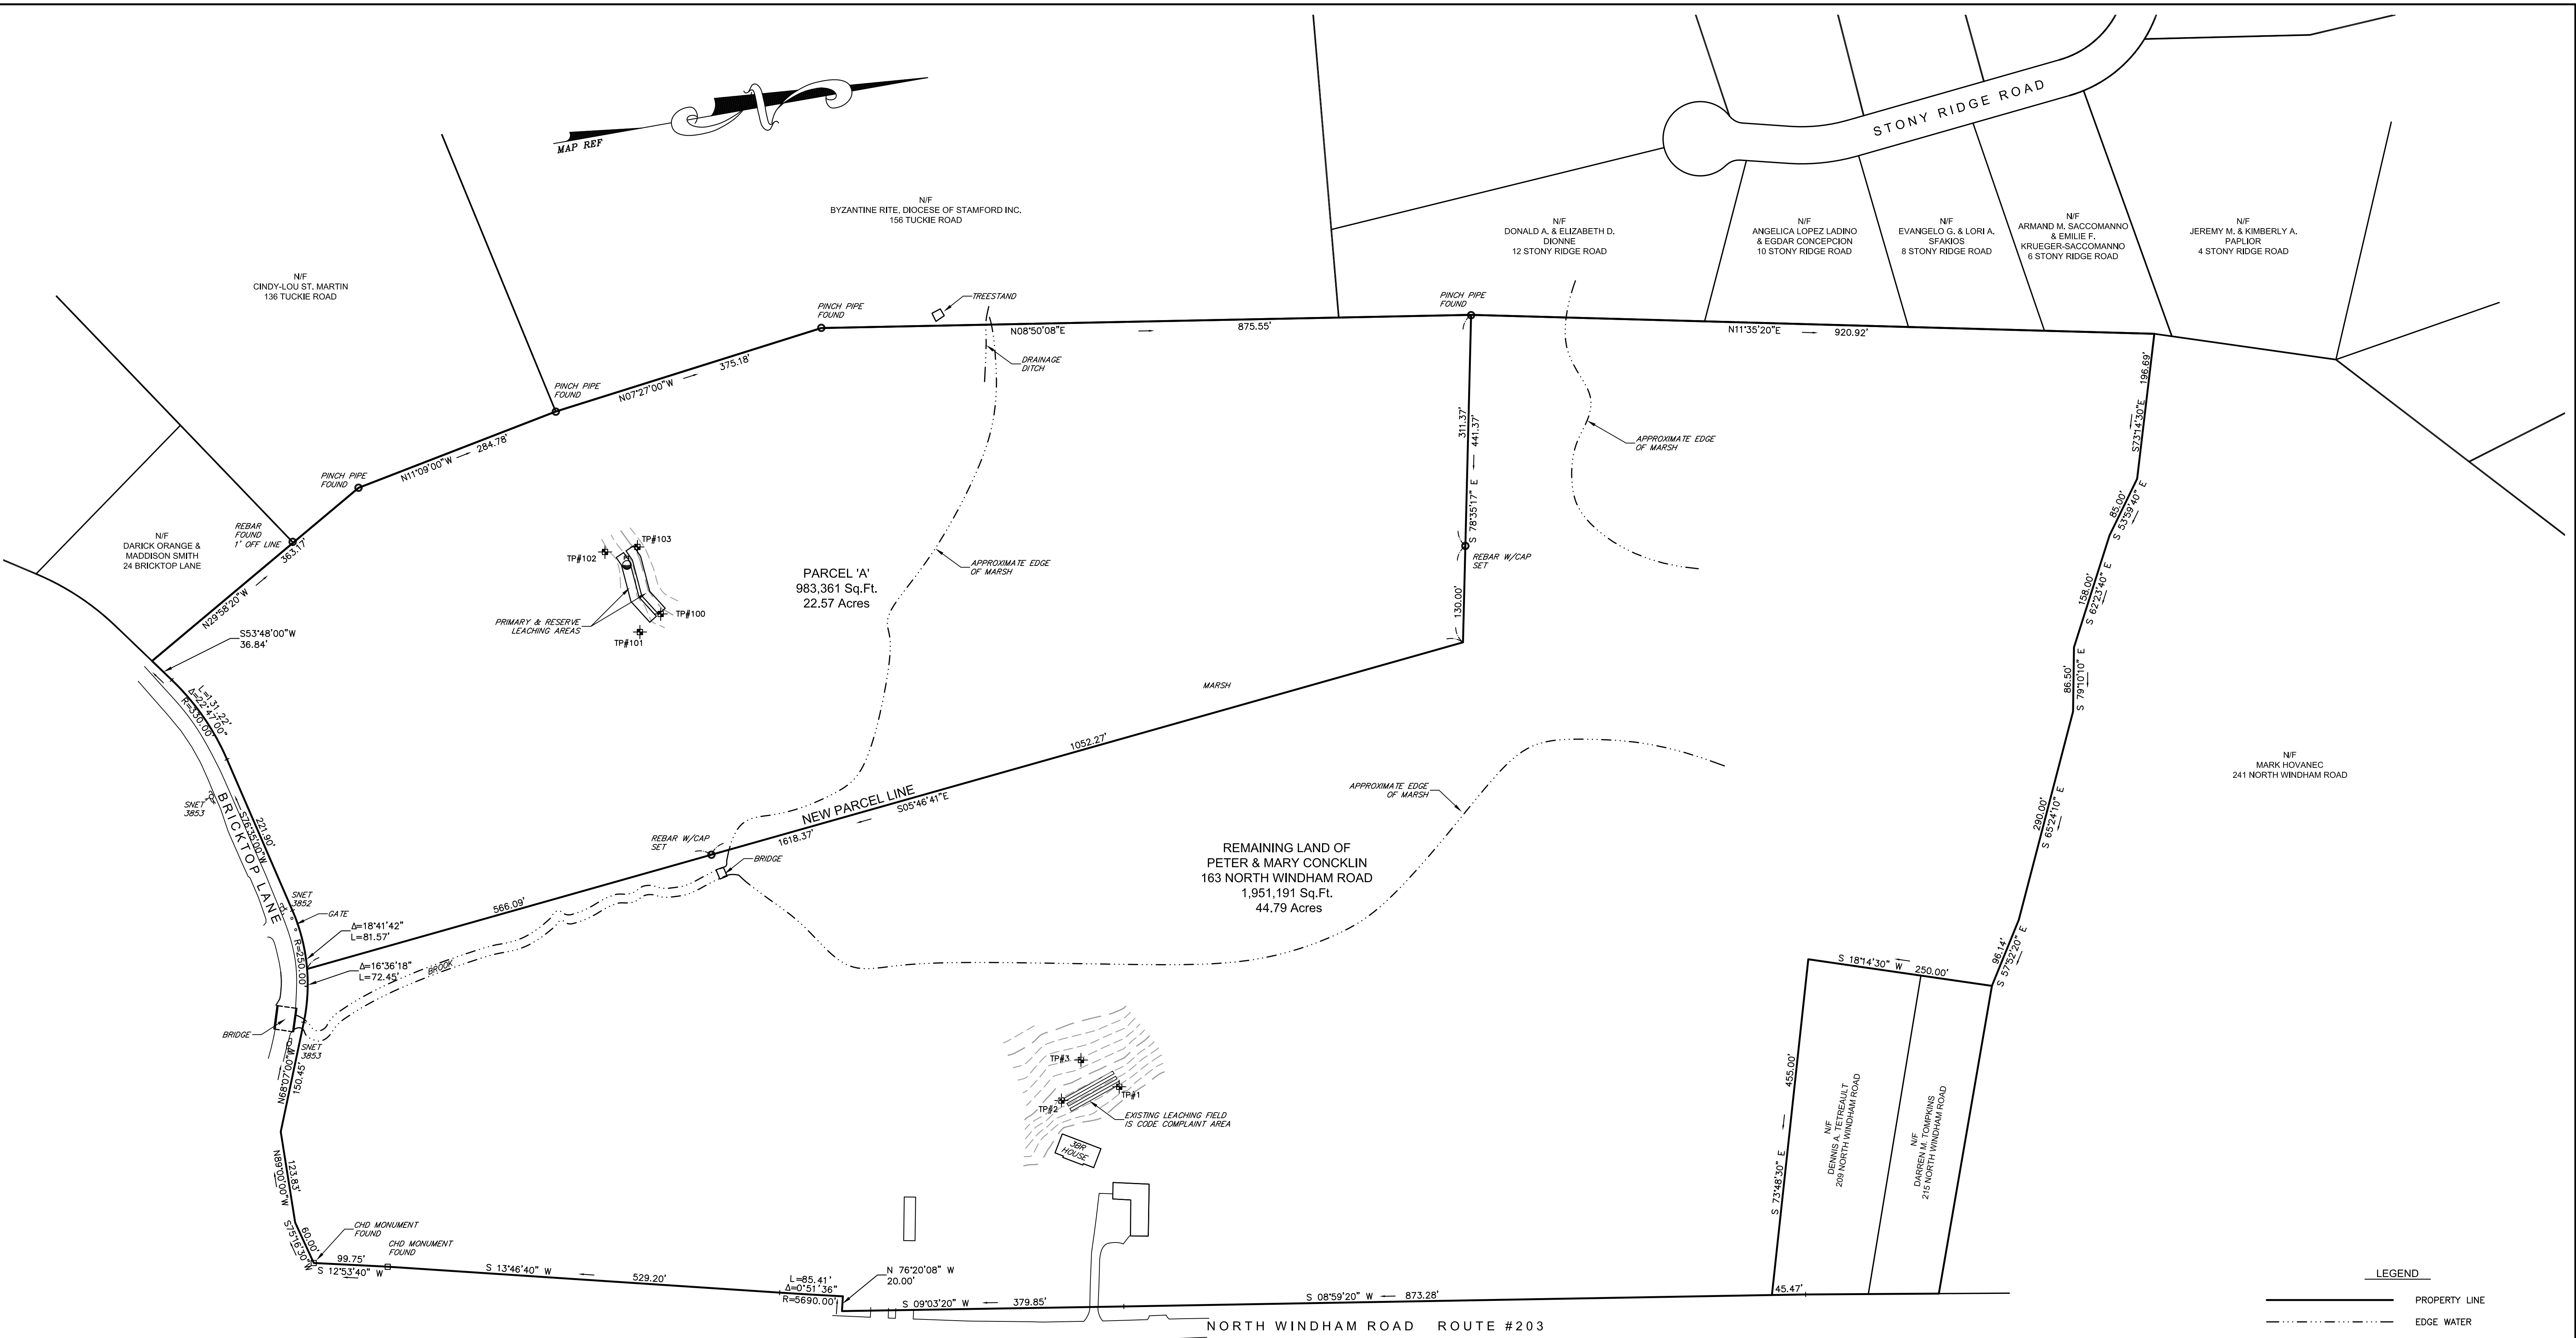 STONY RIDGE ROAD
N
MAP REF
N/F
BYZANTINE RITE, DIOCESE OF STAMFORD INC.
156 TUCKIE ROAD
N/F
DONALD A. & ELIZABETH D.
DIONNE
12 STONY RIDGE ROAD
N/F
ANGELICA LOPEZ LADINO
& EGDAR CONCEPCION
10 STONY RIDGE ROAD
N/F
EVANGELO G. & LORI A.
SFAKIOS
8 STONY RIDGE ROAD
N/F
ARMAND M. SACCOMANNO
& EMILIE F.
KRUEGER-SACCOMANNO
6 STONY RIDGE ROAD
N/F
JEREMY M. & KIMBERLY A.
PAPLIOR
4 STONY RIDGE ROAD
N/F
CINDY-LOU ST. MARTIN
136 TUCKIE ROAD
PINCH PIPE
FOUND
TREESTAND
PINCH PIPE
FOUND
N08°50'08"E
875.55'
N11°35'20"E
920.92'
DRAINAGE
DITCH
375.18'
N07°27'00"W
PINCH PIPE
FOUND
196.69'
S73°14'30"E
311.37'
441.37'
S 78°35'17" E
APPROXIMATE EDGE
OF MARSH
284.78'
N11°09'00"W
PINCH PIPE
FOUND
85.00'
S 53°59'40" E
N/F
DARICK ORANGE &
MADDISON SMITH
24 BRICKTOP LANE
REBAR
FOUND
1' OFF LINE
363.17'
N29°58'20"W
TP#103
TP#102
TP#100
TP#101
PRIMARY & RESERVE
LEACHING AREAS
PARCEL 'A'
983,361 Sq.Ft.
22.57 Acres
APPROXIMATE EDGE
OF MARSH
REBAR W/CAP
SET
130.00'
158.00'
S 62°23'40" E
S53°48'00"W
36.84'
86.50'
S 79°10'10" E
MARSH
L=131.22'
Δ=22°47'00"
R=330.00'
1052.27'
NEW PARCEL LINE
S05°46'41"E
1618.37'
N/F
MARK HOVANEC
241 NORTH WINDHAM ROAD
APPROXIMATE EDGE
OF MARSH
SNET
3853
BRICKTOP LANE
S76°35'00"W
221.90'
REBAR W/CAP
SET
BRIDGE
290.00'
S 65°24'10" E
REMAINING LAND OF
PETER & MARY CONCKLIN
163 NORTH WINDHAM ROAD
1,951,191 Sq.Ft.
44.79 Acres
SNET
3852
GATE
566.09'
Δ=18°41'42"
L=81.57'
R=250.00'
Δ=16°36'18"
L=72.45'
BROOK
96.14'
S 57°52'20" E
S 18°14'30" W
250.00'
BRIDGE
SNET
3853
N68°07'00"W
150.45'
TP#3
TP#1
TP#2
EXISTING LEACHING FIELD
IS CODE COMPLAINT AREA
3BR
HOUSE
455.00'
S 73°48'30" E
N/F
DENNIS A. TETREAULT
209 NORTH WINDHAM ROAD
N/F
DARREN M. TOMPKINS
215 NORTH WINDHAM ROAD
123.83'
N89°00'00"W
60.00'
S75°16'30"W
CHD MONUMENT
FOUND
CHD MONUMENT
FOUND
99.75'
S 12°53'40" W
S 13°46'40" W
529.20'
L=85.41'
Δ=0°51'36"
R=5690.00'
N 76°20'08" W
20.00'
S 09°03'20" W
379.85'
S 08°59'20" W
873.28'
45.47'
NORTH WINDHAM ROAD ROUTE #203
LEGEND
PROPERTY LINE
EDGE WATER